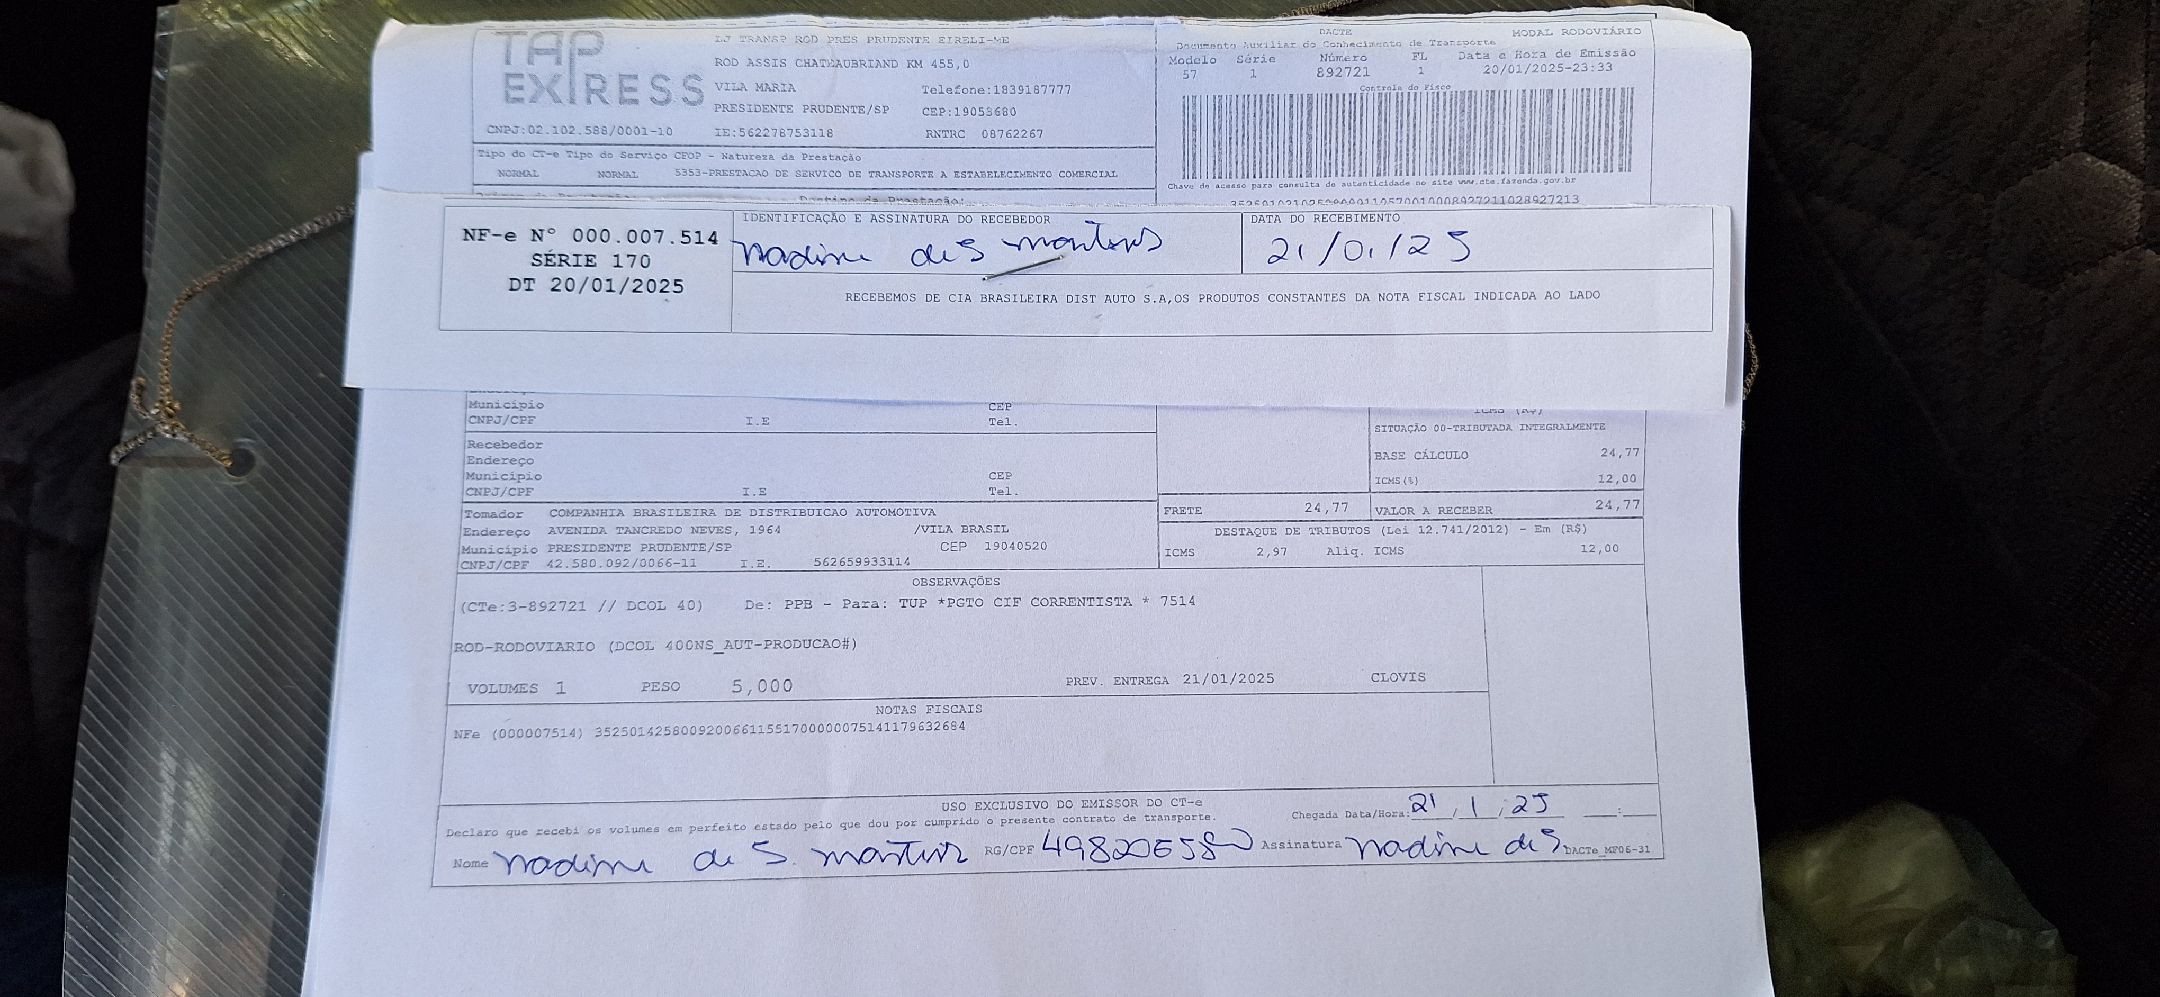 TAP EXPRESS
LJ TRANSP ROD PRES PRUDENTE EIRELI-ME
ROD ASSIS CHATEAUBRIAND KM 455,0
VILA MARIA Telefone:1839187777
PRESIDENTE PRUDENTE/SP CEP:19053680
CNPJ:02.102.588/0001-10 IE:562278753118 RNTRC 08762267
DACTE MODAL RODOVIÁRIO
Documento Auxiliar do Conhecimento de Transporte
Modelo Série Número FL Data e Hora de Emissão
57 1 892721 1 20/01/2025-23:33
Controle do Fisco
Chave de acesso para consulta de autenticidade no site www.cte.fazenda.gov.br
Tipo do CT-e Tipo do Serviço CFOP - Natureza da Prestação
NORMAL NORMAL 5353-PRESTACAO DE SERVICO DE TRANSPORTE A ESTABELECIMENTO COMERCIAL
NF-e N° 000.007.514
SÉRIE 170
DT 20/01/2025
IDENTIFICAÇÃO E ASSINATURA DO RECEBEDOR
Nadine de S Martins
DATA DO RECEBIMENTO
21/01/25
RECEBEMOS DE CIA BRASILEIRA DIST AUTO S.A,OS PRODUTOS CONSTANTES DA NOTA FISCAL INDICADA AO LADO
Município CEP
CNPJ/CPF I.E Tel.
Recebedor
Endereço
Município CEP
CNPJ/CPF I.E Tel.
ICMS (R$)
SITUAÇÃO 00-TRIBUTADA INTEGRALMENTE
BASE CÁLCULO 24,77
ICMS(%) 12,00
Tomador COMPANHIA BRASILEIRA DE DISTRIBUICAO AUTOMOTIVA
Endereço AVENIDA TANCREDO NEVES, 1964 /VILA BRASIL
Município PRESIDENTE PRUDENTE/SP CEP 19040520
CNPJ/CPF 42.580.092/0066-11 I.E. 562659933114
FRETE 24,77 VALOR A RECEBER 24,77
DESTAQUE DE TRIBUTOS (Lei 12.741/2012) - Em (R$)
ICMS 2,97 Aliq. ICMS 12,00
OBSERVAÇÕES
(CTe:3-892721 // DCOL 40) De: PPB - Para: TUP *PGTO CIF CORRENTISTA * 7514
ROD-RODOVIARIO (DCOL 400NS_AUT-PRODUCAO#)
VOLUMES 1 PESO 5,000 PREV. ENTREGA 21/01/2025 CLOVIS
NOTAS FISCAIS
NFe (000007514) 35250142580092006611551700000075141179632684
USO EXCLUSIVO DO EMISSOR DO CT-e
Declaro que recebi os volumes em perfeito estado pelo que dou por cumprido o presente contrato de transporte.
Chegada Data/Hora: 21/1/25 __:__
Nome Nadine de S. Martins RG/CPF 498206580 Assinatura Nadine de S. DACTe_MF06-31